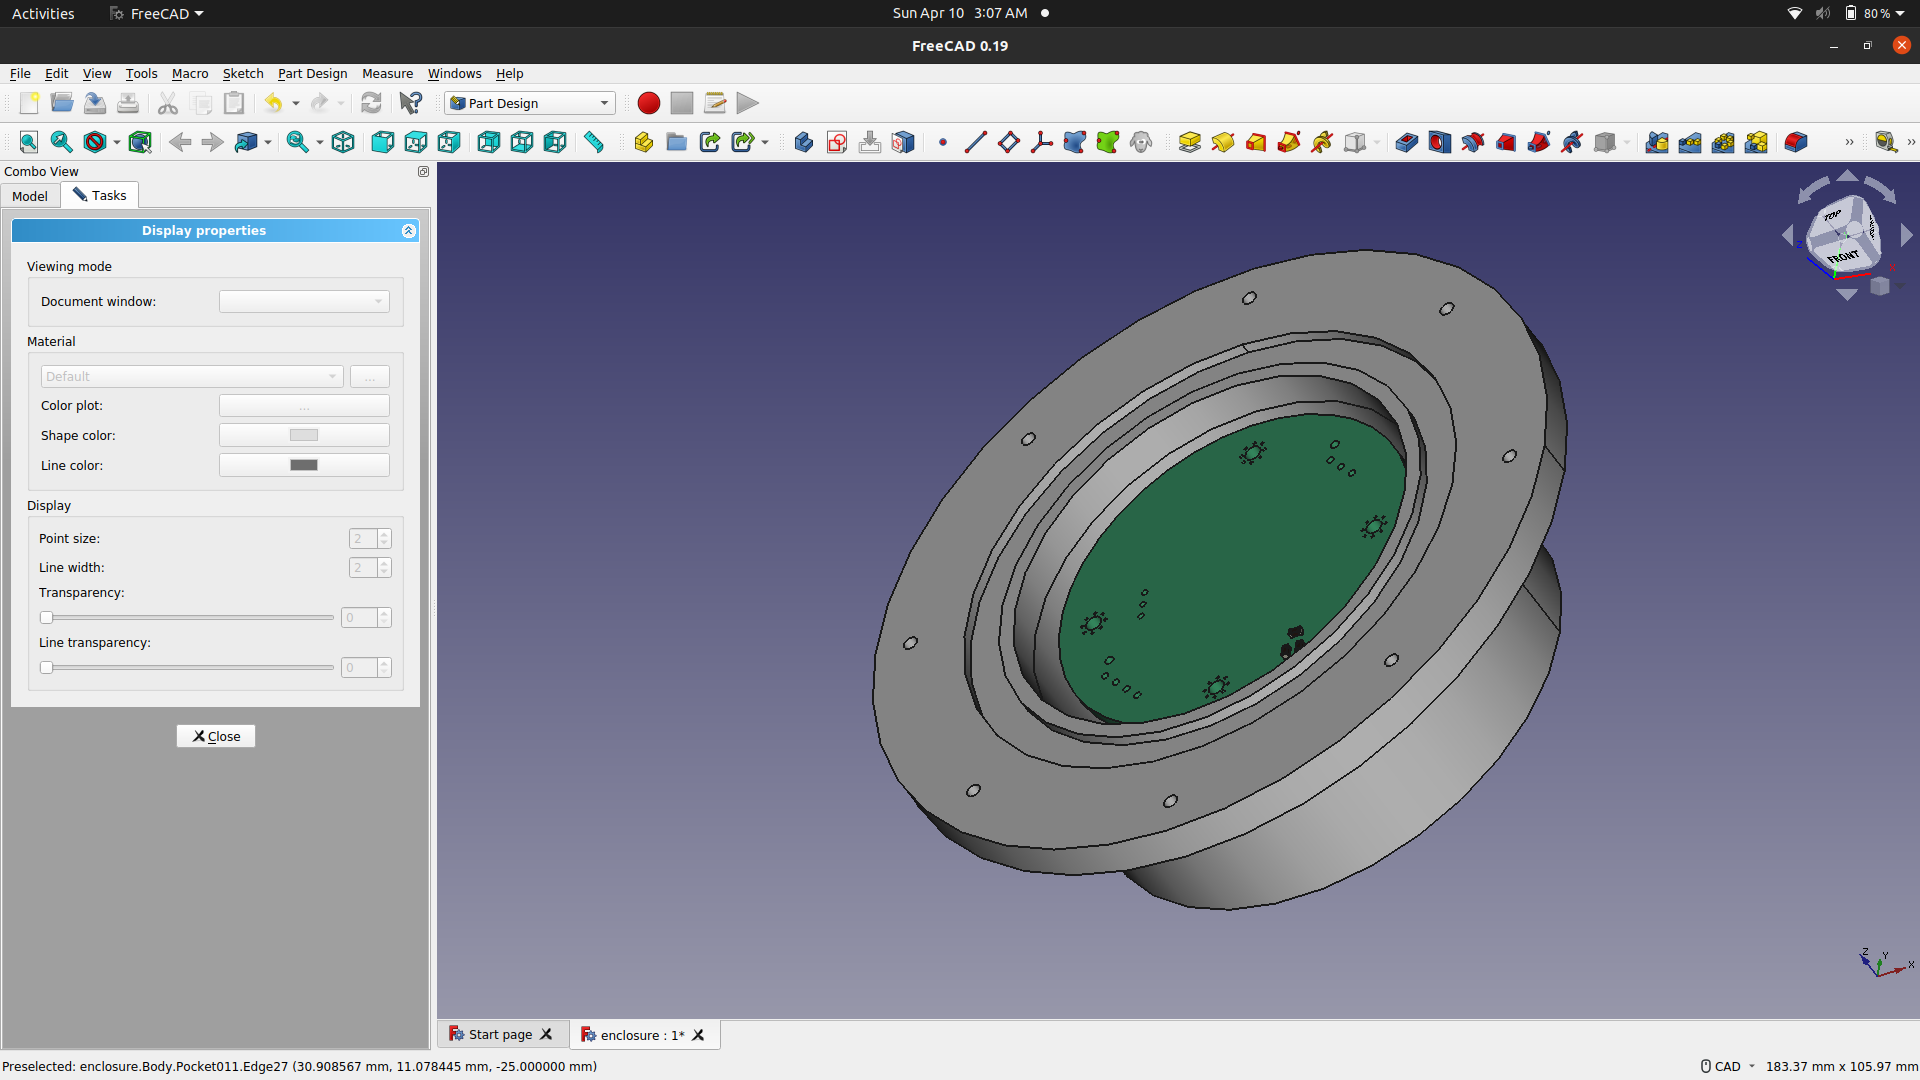 Activities FreeCAD Sun Apr 10 3:07 AM 80 %
FreeCAD 0.19
File Edit View Tools Macro Sketch Part Design Measure Windows Help
Part Design
Combo View
Model Tasks
Display properties
Viewing mode
Document window:
Material
Default ...
Color plot: ...
Shape color:
Line color:
Display
Point size: 2
Line width: 2
Transparency:
0
Line transparency:
0
Close
TOP
FRONT
Z
X
Z Y X
Start page enclosure : 1*
Preselected: enclosure.Body.Pocket011.Edge27 (30.908567 mm, 11.078445 mm, -25.000000 mm) CAD 183.37 mm x 105.97 mm